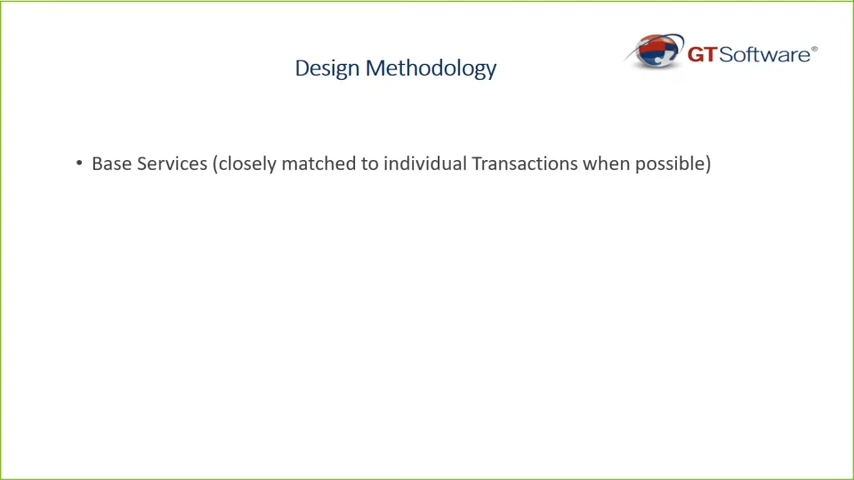 GTSoftware®
Design Methodology
• Base Services (closely matched to individual Transactions when possible)